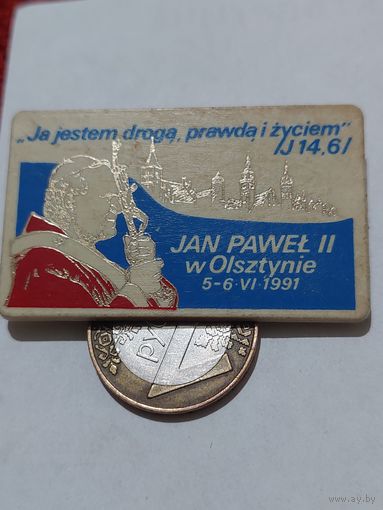 „Ja jestem drogą, prawdą i życiem”
/J 14,6/
JAN PAWEŁ II
w Olsztynie
5-6·VI·1991
www.ay.by